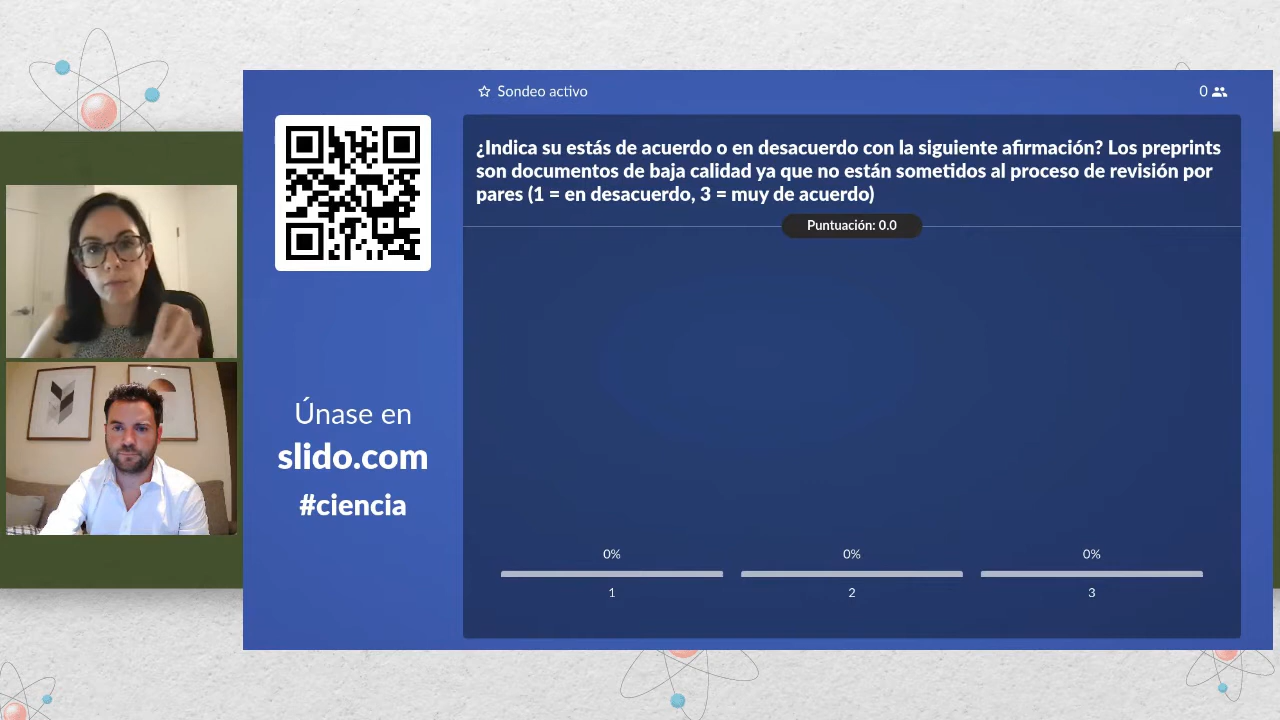 Sondeo activo
0
¿Indica su estás de acuerdo o en desacuerdo con la siguiente afirmación? Los preprints
son documentos de baja calidad ya que no están sometidos al proceso de revisión por
pares (1 = en desacuerdo, 3 = muy de acuerdo)
Puntuación: 0.0
Únase en
slido.com
#ciencia
0%
0%
0%
1
2
3